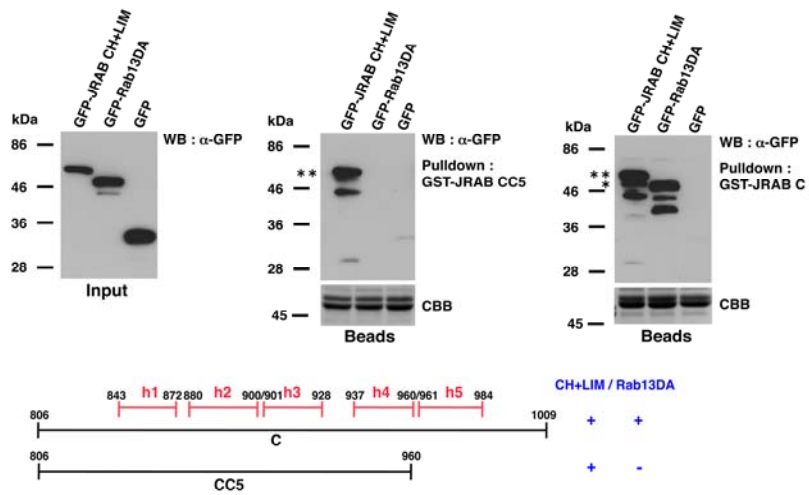 GFP-JRAB CH+LIM
GFP-Rab13DA
GFP
kDa
86
46
36
28
WB : α-GFP
Input
GFP-JRAB CH+LIM
GFP-Rab13DA
GFP
kDa
86
**
46
36
28
45
WB : α-GFP
Pulldown :
GST-JRAB CC5
CBB
Beads
GFP-JRAB CH+LIM
GFP-Rab13DA
GFP
kDa
86
**
*
46
36
28
45
WB : α-GFP
Pulldown :
GST-JRAB C
CBB
Beads
CH+LIM / Rab13DA
h1 h2 h3 h4 h5
843 872 880 900/901 928 937 960/961 984
806 1009
C
+ +
806 960
CC5
+ -